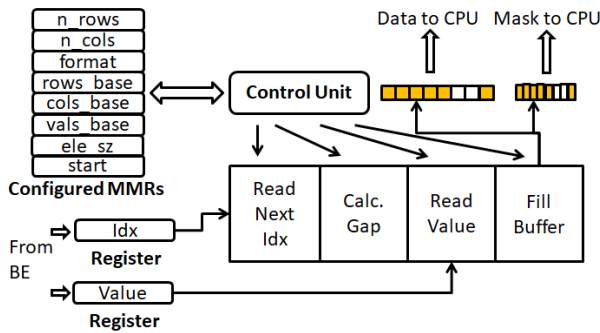 n_rows
n_cols
format
rows_base
cols_base
vals_base
ele_sz
start
Configured MMRs
Control Unit
Data to CPU
Mask to CPU
Read
Next
Idx
Calc.
Gap
Read
Value
Fill
Buffer
From
BE
Idx
Register
Value
Register